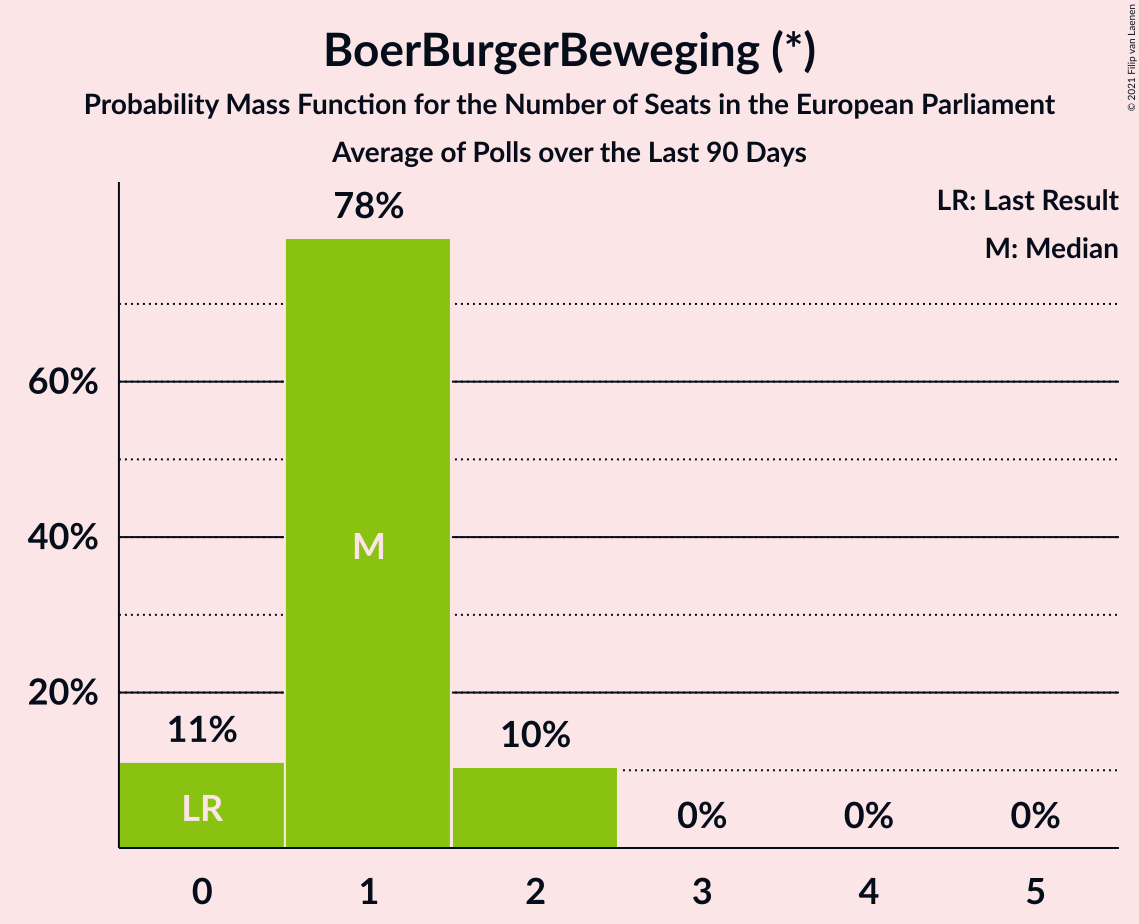 BoerBurgerBeweging (*)
Probability Mass Function for the Number of Seats in the European Parliament
Average of Polls over the Last 90 Days
© 2021 Filip van Laenen
LR: Last Result
M: Median
78%
60%
40%
20%
M
11%
LR
10%
0%
0%
0%
0
1
2
3
4
5